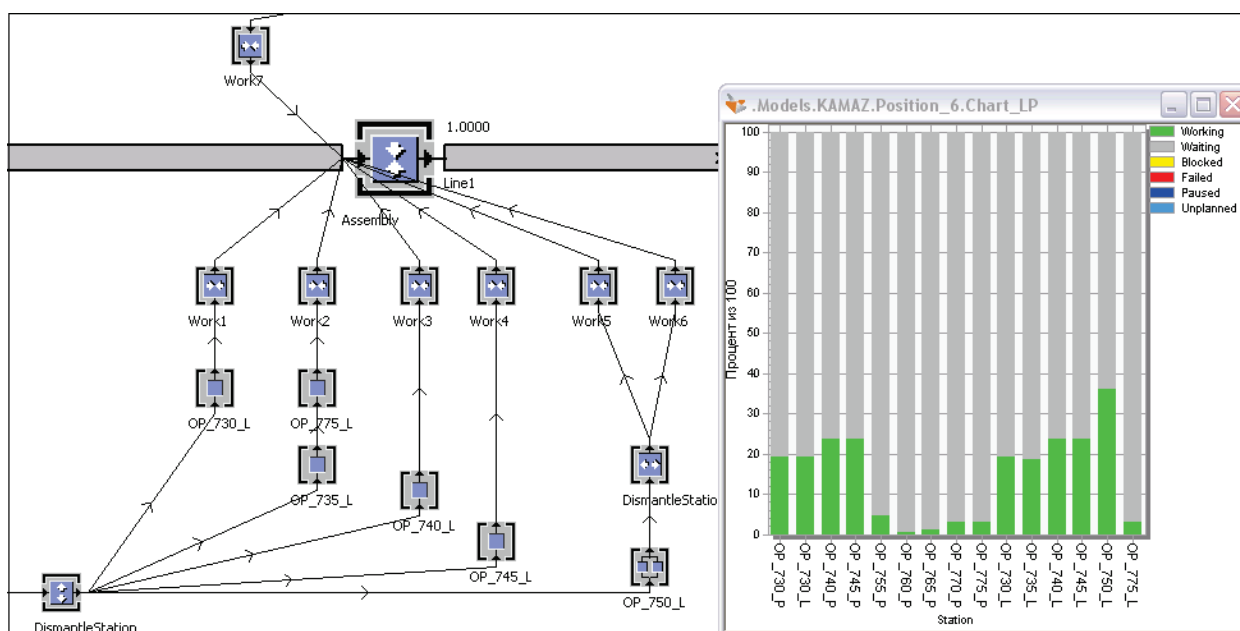 Work7
1.0000
Line1
Assembly
Work1
Work2
Work3
Work4
Work5
Work6
OP_730_L
OP_775_L
OP_735_L
OP_740_L
OP_745_L
DismantleStation
OP_750_L
DismantleStation
.Models.KAMAZ.Position_6.Chart_LP
Процент из 100
100
90
80
70
60
50
40
30
20
10
0
OP_730_P
OP_730_L
OP_740_P
OP_745_P
OP_755_P
OP_760_P
OP_765_P
OP_770_P
OP_775_P
OP_730_L
OP_735_L
OP_740_L
OP_745_L
OP_750_L
OP_775_L
Station
Working
Waiting
Blocked
Failed
Paused
Unplanned